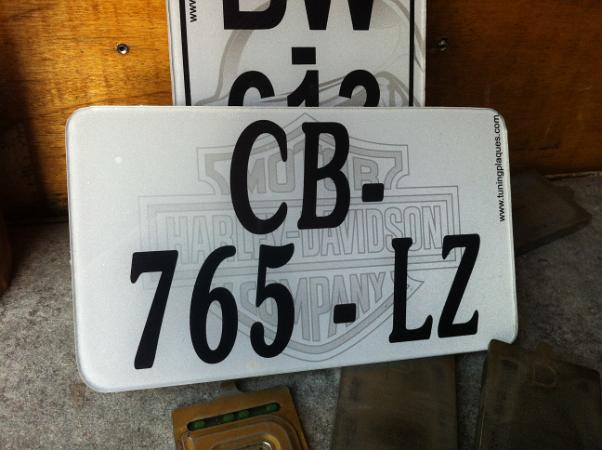 BW
-
CB-
765-LZ
MOTOR
HARLEY-DAVIDSON
COMPANY
www.tuningplaques.com